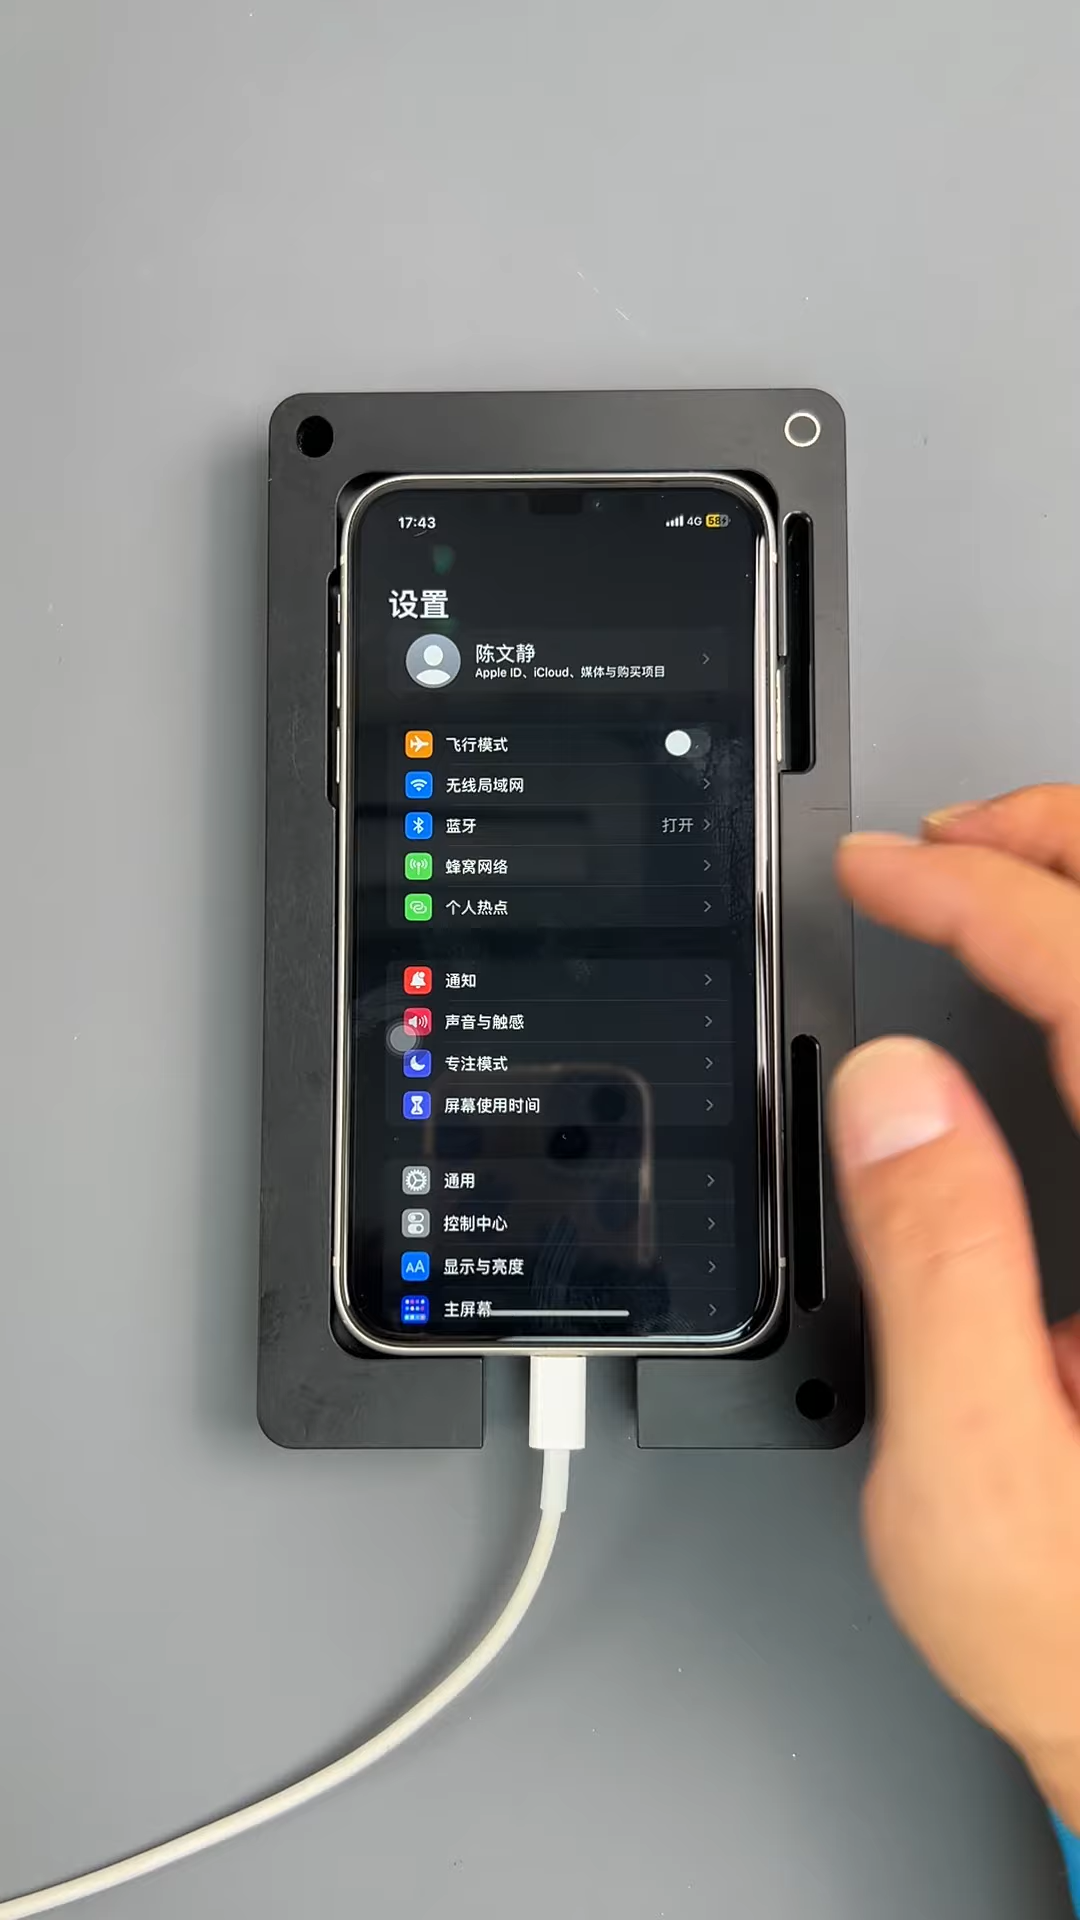 17:43
4G 58
设置
陈文静
Apple ID、iCloud、媒体与购买项目
飞行模式
无线局域网
蓝牙 打开
蜂窝网络
个人热点
通知
声音与触感
专注模式
屏幕使用时间
通用
控制中心
AA 显示与亮度
主屏幕